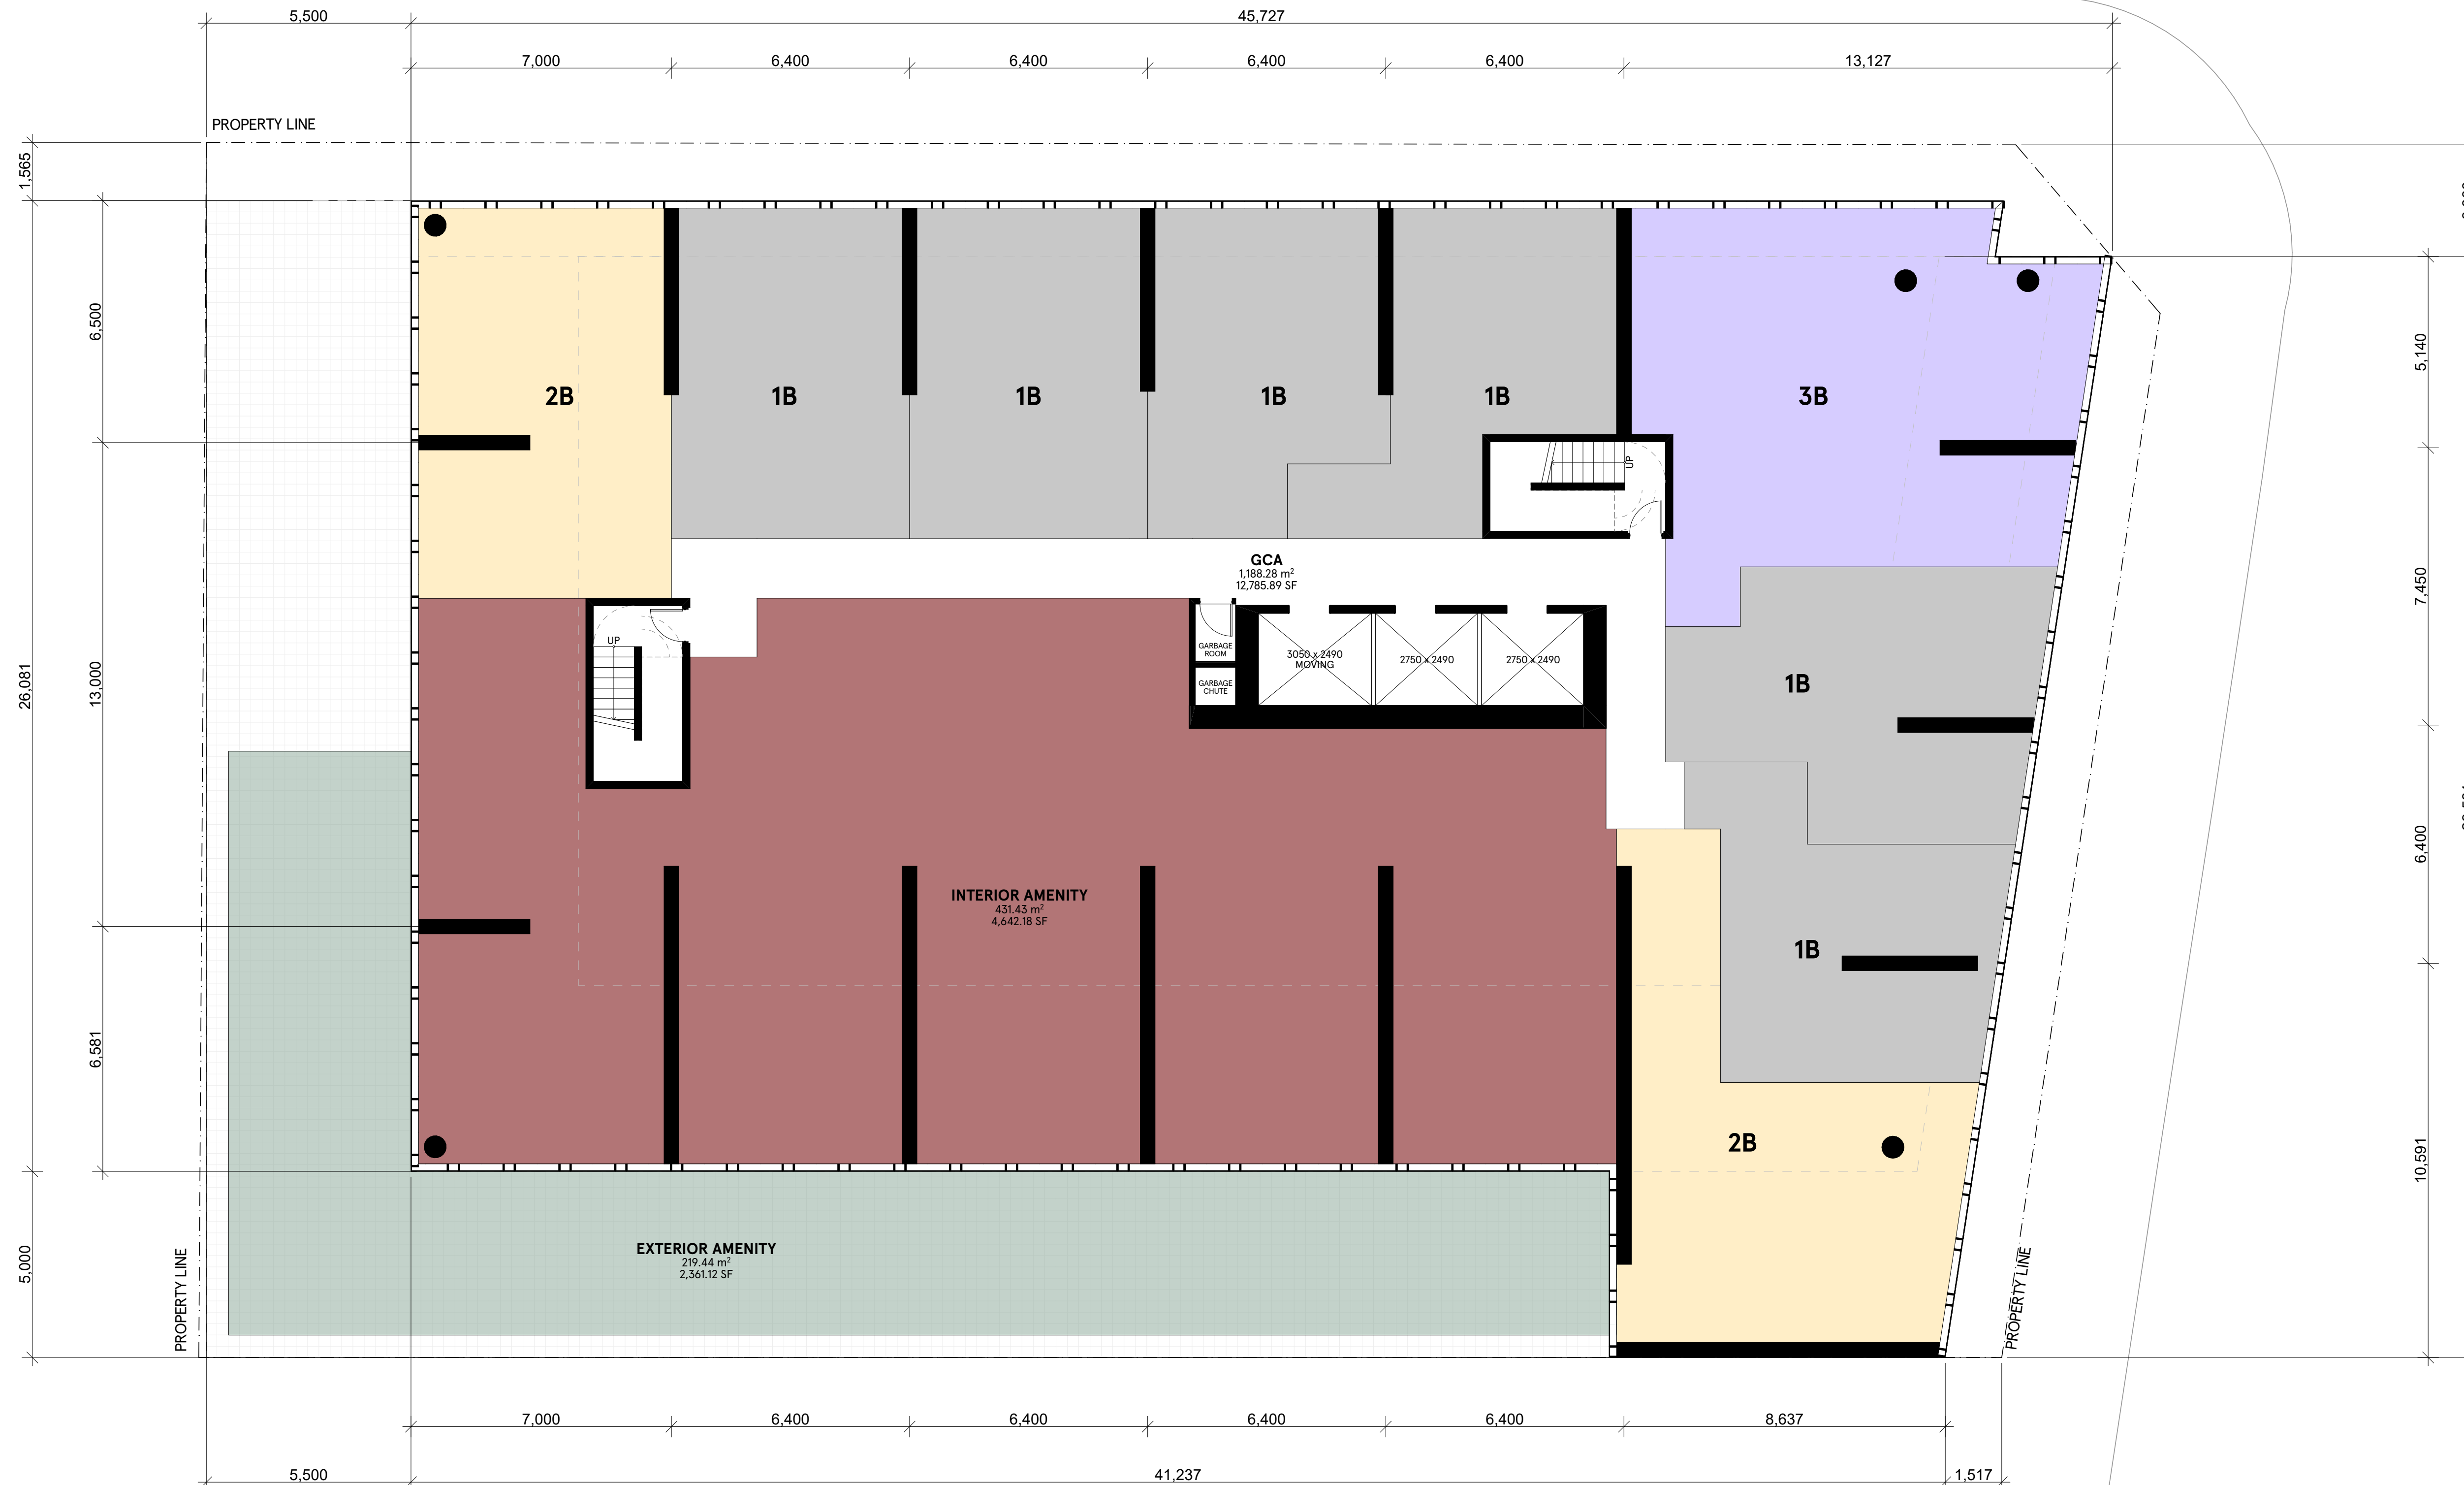 5,500
45,727
7,000
6,400
6,400
6,400
6,400
13,127
PROPERTY LINE
1,565
6,500
5,140
2B
1B
1B
1B
1B
3B
UP
GCA
1,188.28 m²
12,785.89 SF
7,450
26,081
13,000
UP
GARBAGE
ROOM
GARBAGE
CHUTE
3050 x 2490
MOVING
2750 x 2490
2750 x 2490
1B
6,400
INTERIOR AMENITY
431.43 m²
4,642.18 SF
1B
6,581
2B
10,591
5,000
PROPERTY LINE
EXTERIOR AMENITY
219.44 m²
2,361.12 SF
PROPERTY LINE
7,000
6,400
6,400
6,400
6,400
8,637
5,500
41,237
1,517